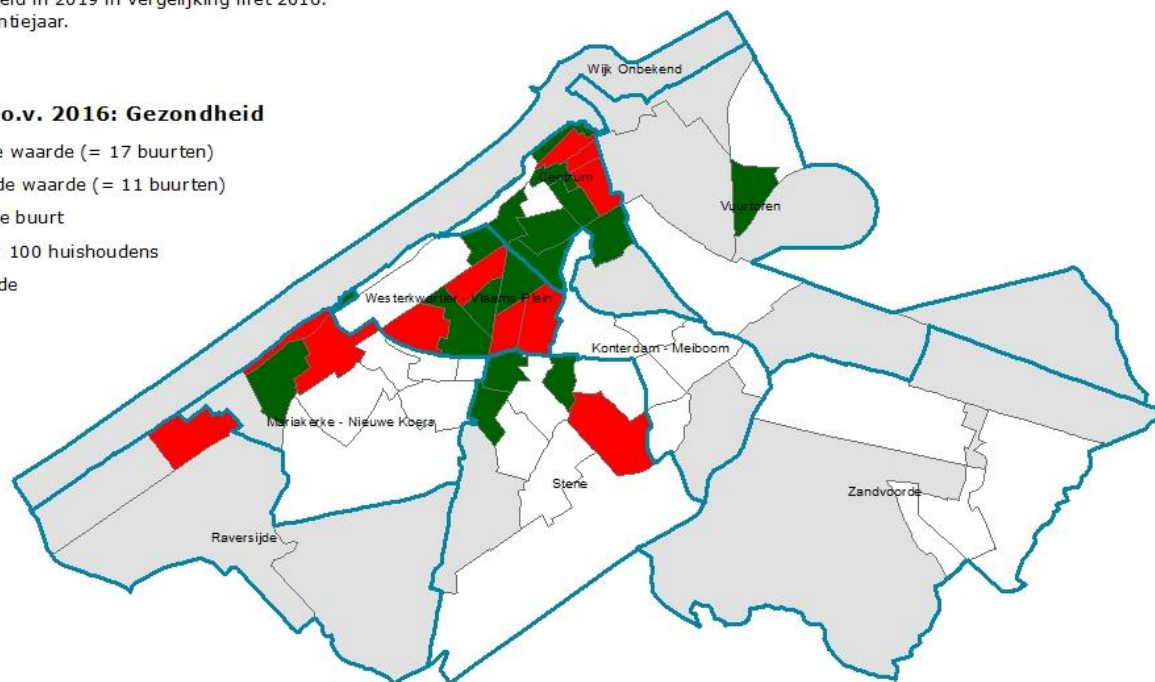 eid in 2019 in vergelijking met 2016.
ntiejaar.
o.v. 2016: Gezondheid
e waarde (= 17 buurten)
de waarde (= 11 buurten)
e buurt
100 huishoudens
de
Wijk Onbekend
Centrum
Vuurtoren
Westerkwartier - Vlaams Plein
Konterdam - Meiboom
Mariakerke - Nieuwe Koers
Stene
Zandvoorde
Raversijde